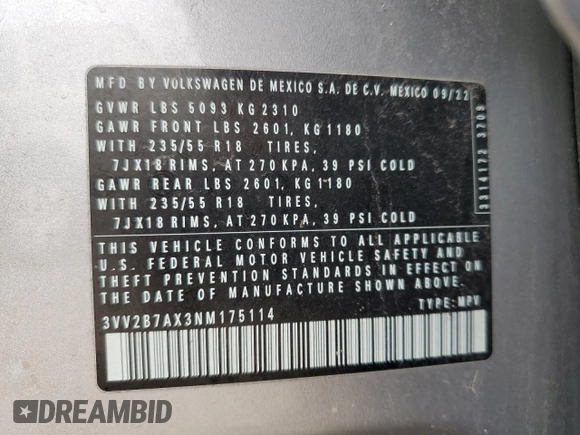 MFD BY VOLKSWAGEN DE MEXICO S.A. DE C.V. MEXICO 09/22
GVWR LBS 5093 KG 2310
GAWR FRONT LBS 2601, KG 1180
WITH 235/55 R18 TIRES,
7JX18 RIMS, AT 270 KPA, 39 PSI COLD
GAWR REAR LBS 2601, KG 1180
WITH 235/55 R18 TIRES,
7JX18 RIMS, AT 270 KPA, 39 PSI COLD
THIS VEHICLE CONFORMS TO ALL APPLICABLE
U.S. FEDERAL MOTOR VEHICLE SAFETY AND
THEFT PREVENTION STANDARDS IN EFFECT ON
THE DATE OF MANUFACTURE SHOWN ABOVE.
3VV2B7AX3NM175114 TYPE: MPV
3314172 3709
DREAMBID